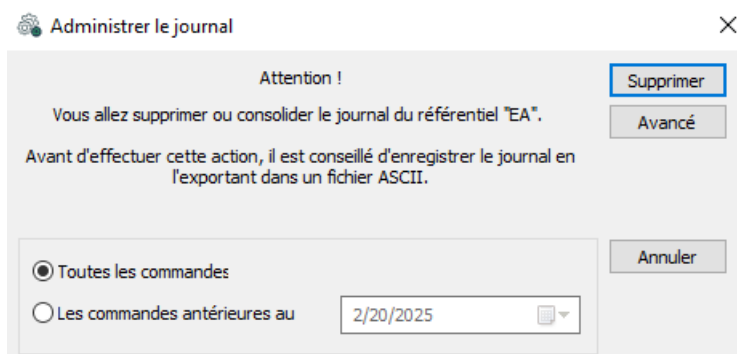 Administrer le journal
Attention !
Supprimer
Vous allez supprimer ou consolider le journal du référentiel "EA".
Avancé
Avant d'effectuer cette action, il est conseillé d'enregistrer le journal en
l'exportant dans un fichier ASCII.
Annuler
Toutes les commandes
Les commandes antérieures au
2/20/2025